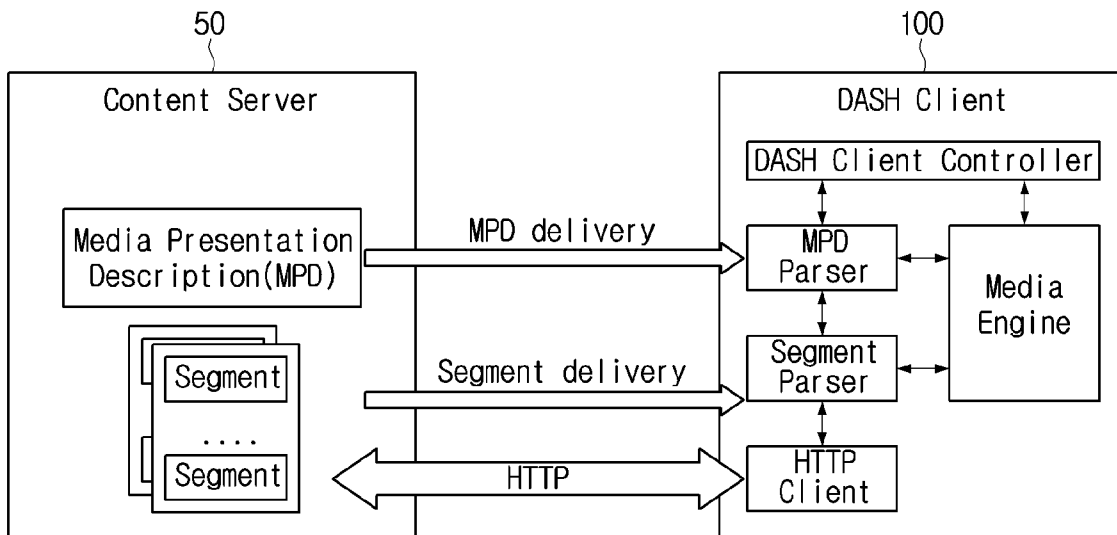 50
100
Content Server
DASH Client
DASH Client Controller
Media Presentation
Description(MPD)
MPD delivery
MPD
Parser
Media
Engine
Segment
....
Segment
Segment delivery
Segment
Parser
HTTP
HTTP
Client